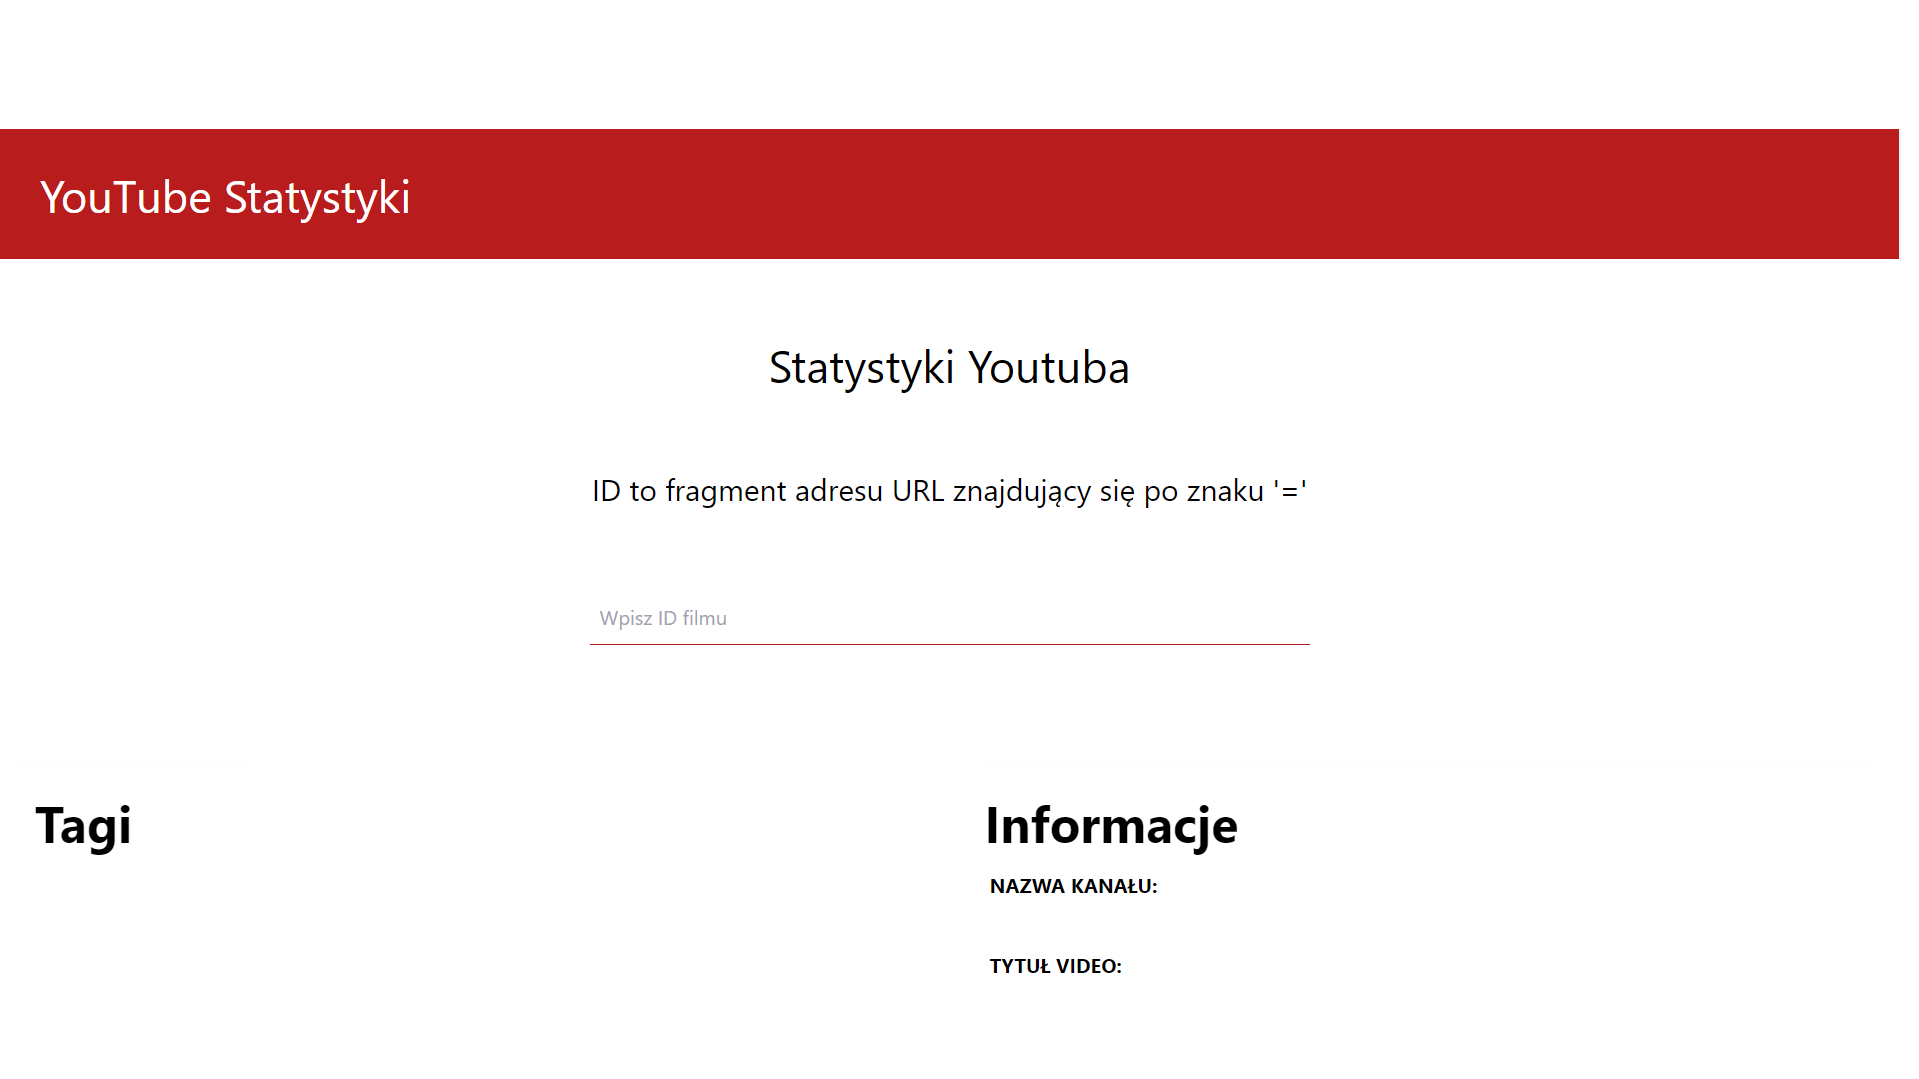 YouTube Statystyki
Statystyki Youtuba
ID to fragment adresu URL znajdujący się po znaku '='
Wpisz ID filmu
Tagi
Informacje
NAZWA KANAŁU:
TYTUŁ VIDEO: